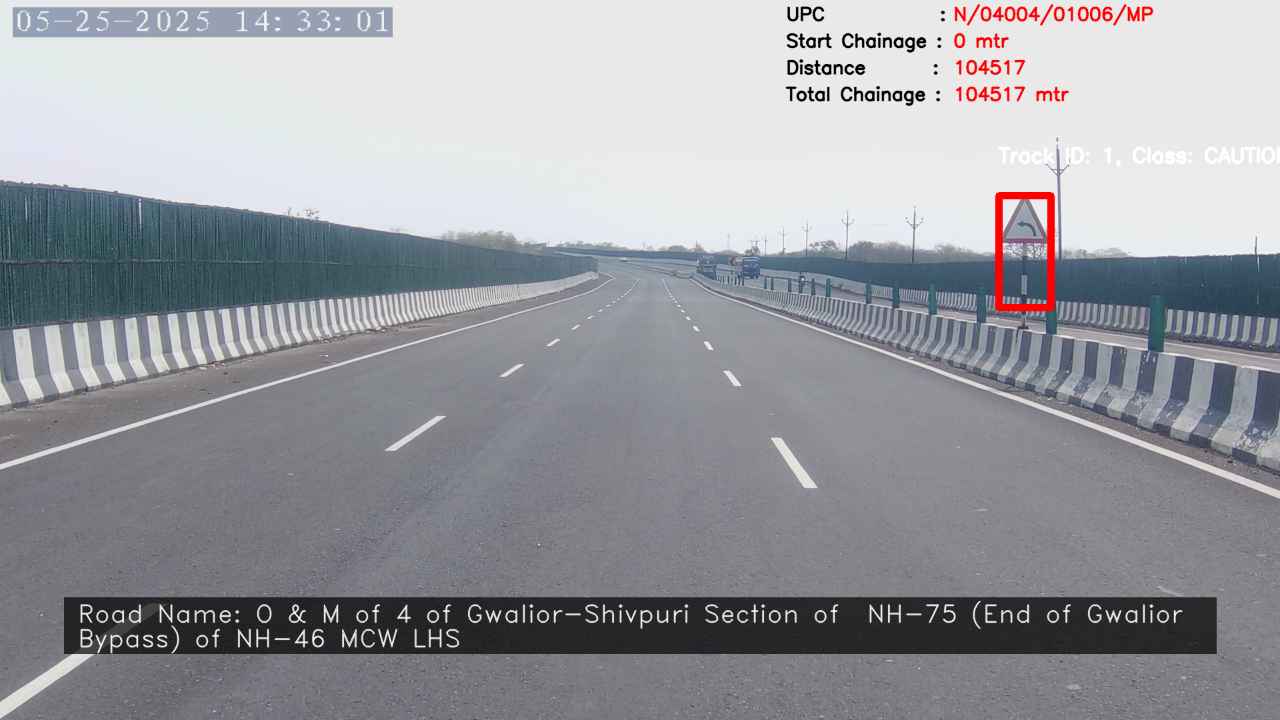 05-25-2025 14:33:01
UPC : N/04004/01006/MP
Start Chainage : 0 mtr
Distance : 104517
Total Chainage : 104517 mtr
Track ID: 1, Class: CAUTION
Road Name: O & M of 4 of Gwalior-Shivpuri Section of NH-75 (End of Gwalior
Bypass) of NH-46 MCW LHS